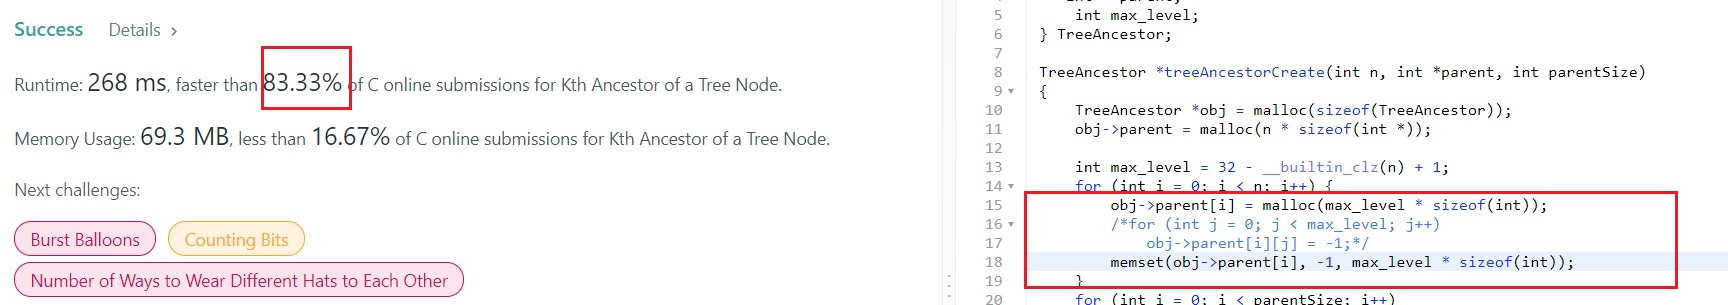 Success Details >
Runtime: 268 ms, faster than 83.33% of C online submissions for Kth Ancestor of a Tree Node.
Memory Usage: 69.3 MB, less than 16.67% of C online submissions for Kth Ancestor of a Tree Node.
Next challenges:
Burst Balloons Counting Bits
Number of Ways to Wear Different Hats to Each Other
4
5 int max_level;
6 } TreeAncestor;
7
8 TreeAncestor *treeAncestorCreate(int n, int *parent, int parentSize)
9 {
10 TreeAncestor *obj = malloc(sizeof(TreeAncestor));
11 obj->parent = malloc(n * sizeof(int *));
12
13 int max_level = 32 - __builtin_clz(n) + 1;
14 for (int i = 0; i < n; i++) {
15 obj->parent[i] = malloc(max_level * sizeof(int));
16 /*for (int j = 0; j < max_level; j++)
17 obj->parent[i][j] = -1;*/
18 memset(obj->parent[i], -1, max_level * sizeof(int));
19 }
20 for (int i = 0; i < parentSize; i++)